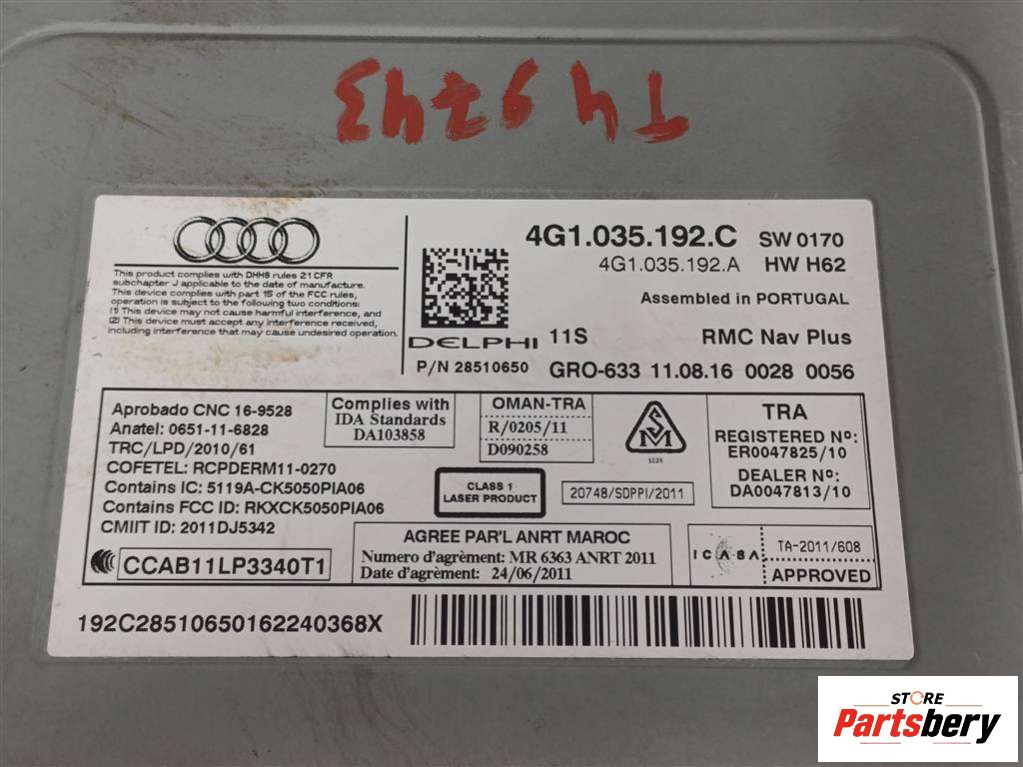 T49743
This product complies with DHHS rules 21 CFR
subchapter J applicable to the date of manufacture.
This device complies with part 15 of the FCC rules,
operation is subject to the following two conditions:
(1) This device may not cause harmful interference, and
(2) This device must accept any interference received,
including interference that may cause undesired operation.
4G1.035.192.C SW 0170
4G1.035.192.A HW H62
Assembled in PORTUGAL
DELPHI 11S RMC Nav Plus
P/N 28510650 GRO-633 11.08.16 0028 0056
Aprobado CNC 16-9528
Anatel: 0651-11-6828
TRC/LPD/2010/61
COFETEL: RCPDERM11-0270
Contains IC: 5119A-CK5050PIA06
Contains FCC ID: RKXCK5050PIA06
CMIIT ID: 2011DJ5342
CCAB11LP3340T1
Complies with
IDA Standards
DA103858
OMAN-TRA
R/0205/11
D090258
CLASS 1
LASER PRODUCT
20748/SDPPI/2011
TRA
REGISTERED Nº:
ER0047825/10
DEALER Nº:
DA0047813/10
AGREE PAR'L ANRT MAROC
Numero d'agrèment: MR 6363 ANRT 2011
Date d'agrèment: 24/06/2011
ICASA
TA-2011/608
APPROVED
192C28510650162240368X
STORE
Partsbery